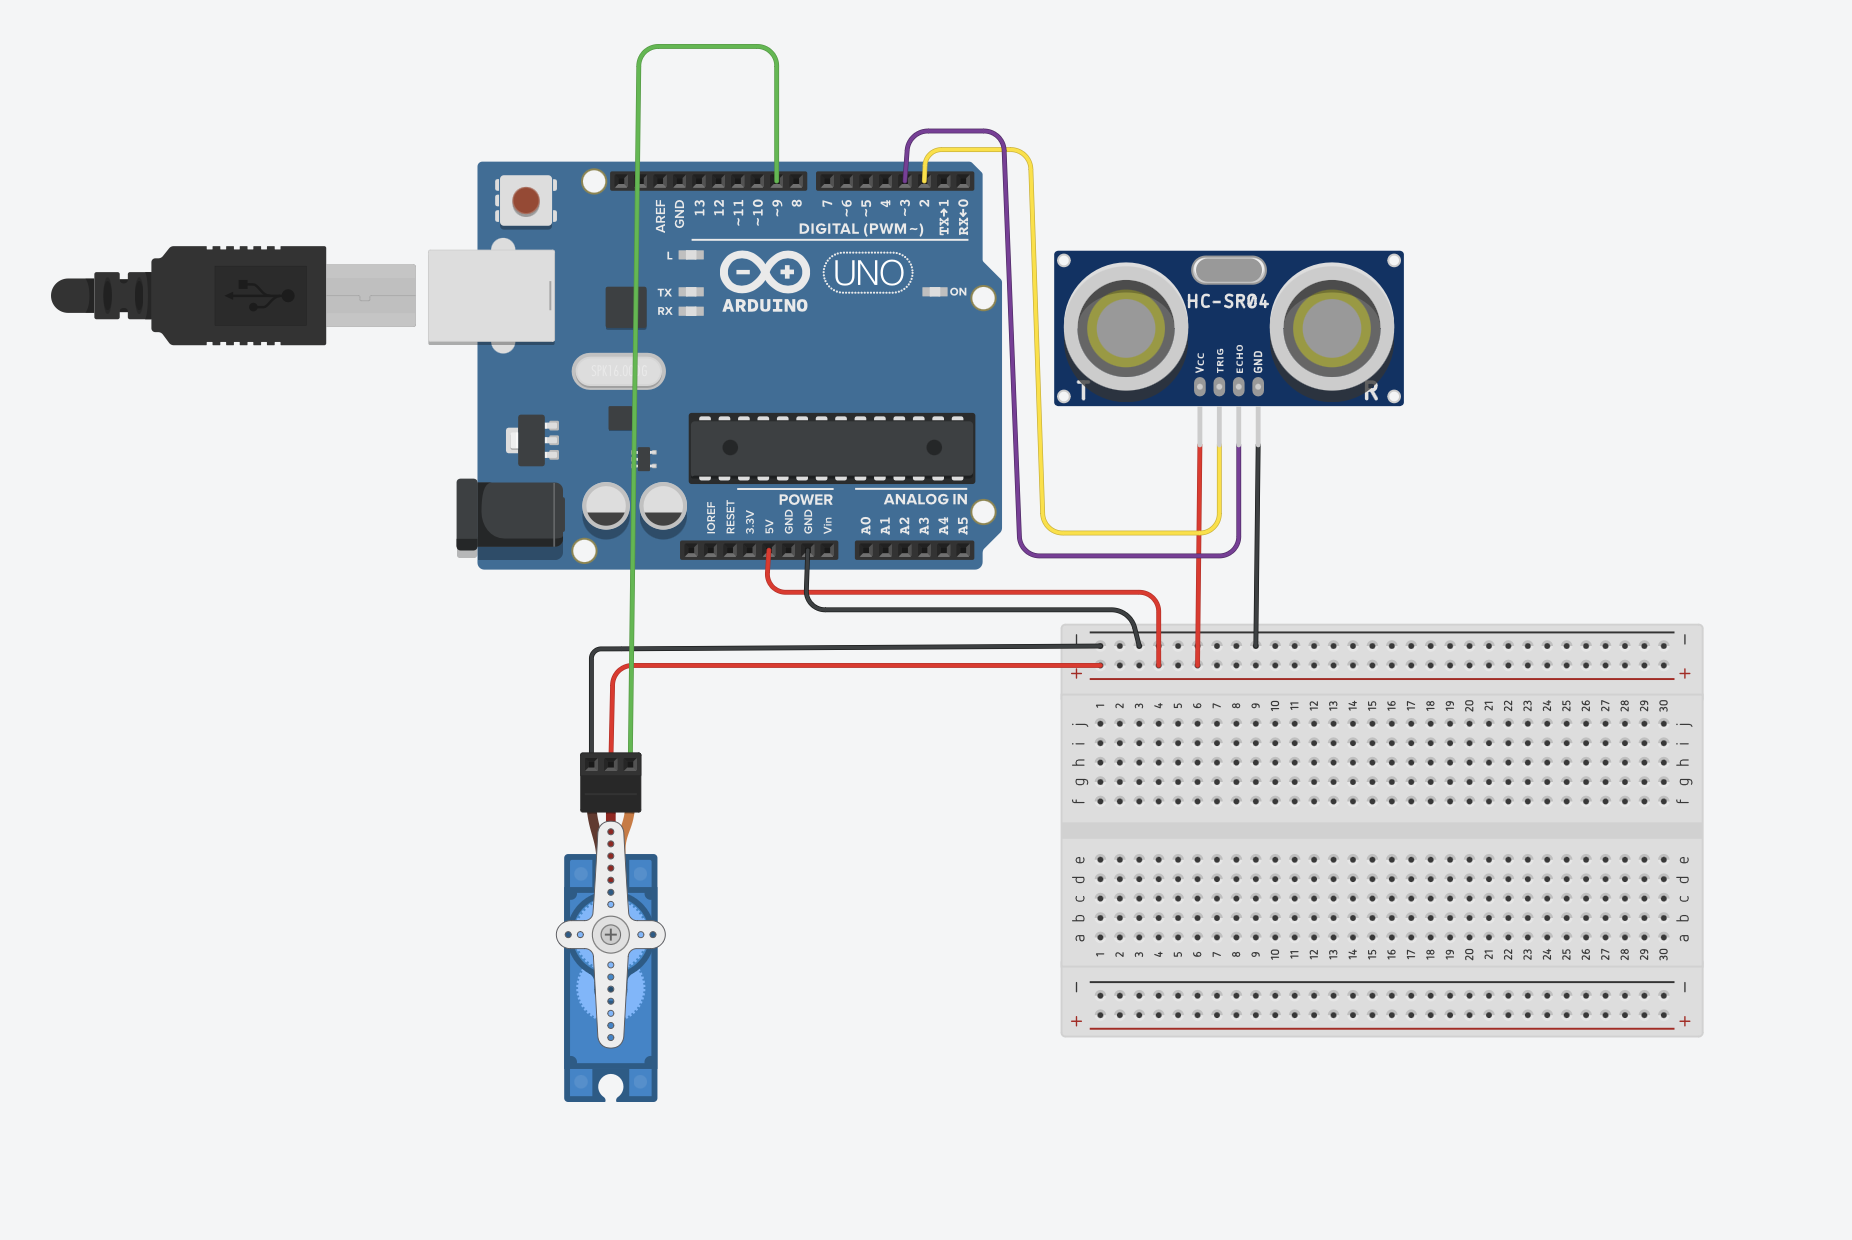 AREF GND 13 12 ~11 ~10 ~9 8 7 ~6 ~5 4 ~3 2 TX→1 RX←0
DIGITAL (PWM ~)
L
TX
RX
ARDUINO
UNO
ON
SPK16.000G
POWER
ANALOG IN
IOREF RESET 3.3V 5V GND GND Vin A0 A1 A2 A3 A4 A5
HC-SR04
VCC TRIG ECHO GND
T R
− −
+ +
1 2 3 4 5 6 7 8 9 10 11 12 13 14 15 16 17 18 19 20 21 22 23 24 25 26 27 28 29 30
j j
i i
h h
g g
f f
e e
d d
c c
b b
a a
1 2 3 4 5 6 7 8 9 10 11 12 13 14 15 16 17 18 19 20 21 22 23 24 25 26 27 28 29 30
− −
+ +